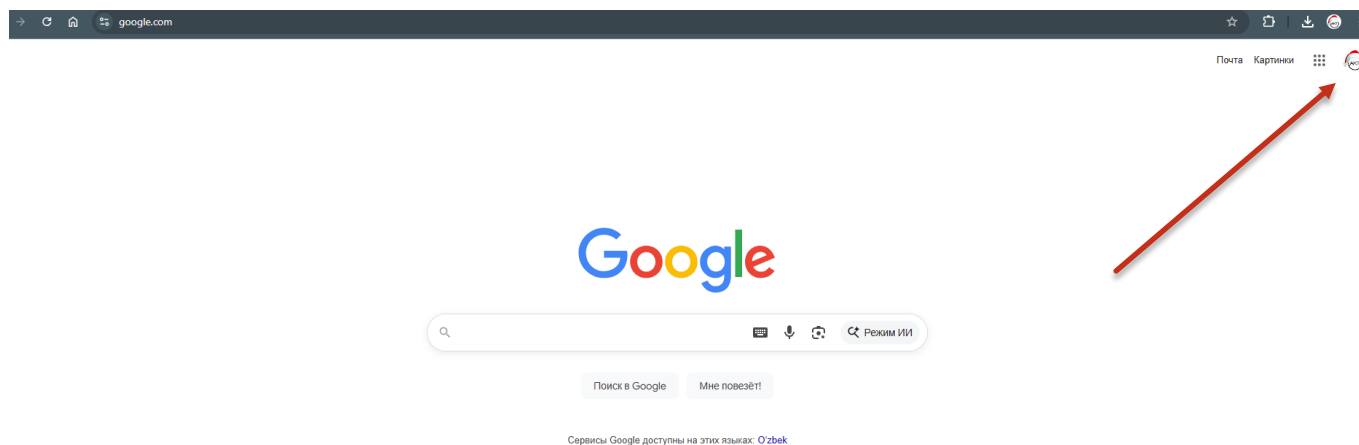 google.com
Почта Картинки
Google
Режим ИИ
Поиск в Google Мне повезёт!
Сервисы Google доступны на этих языках: O'zbek